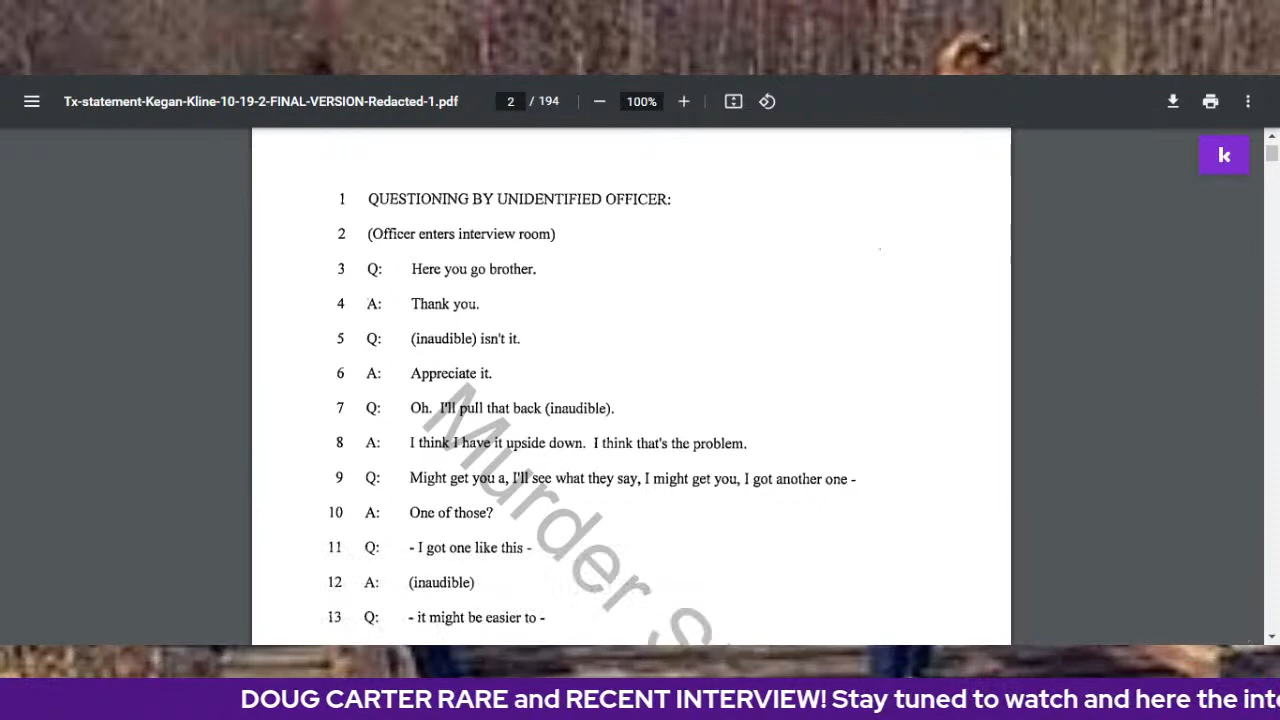 Tx-statement-Kegan-Kline-10-19-2-FINAL-VERSION-Redacted-1.pdf 2 / 194 100%
k
1 QUESTIONING BY UNIDENTIFIED OFFICER:
2 (Officer enters interview room)
3 Q: Here you go brother.
4 A: Thank you.
5 Q: (inaudible) isn't it.
6 A: Appreciate it.
7 Q: Oh. I'll pull that back (inaudible).
8 A: I think I have it upside down. I think that's the problem.
9 Q: Might get you a, I'll see what they say, I might get you, I got another one -
10 A: One of those?
11 Q: - I got one like this -
12 A: (inaudible)
13 Q: - it might be easier to -
Murder
DOUG CARTER RARE and RECENT INTERVIEW! Stay tuned to watch and here the